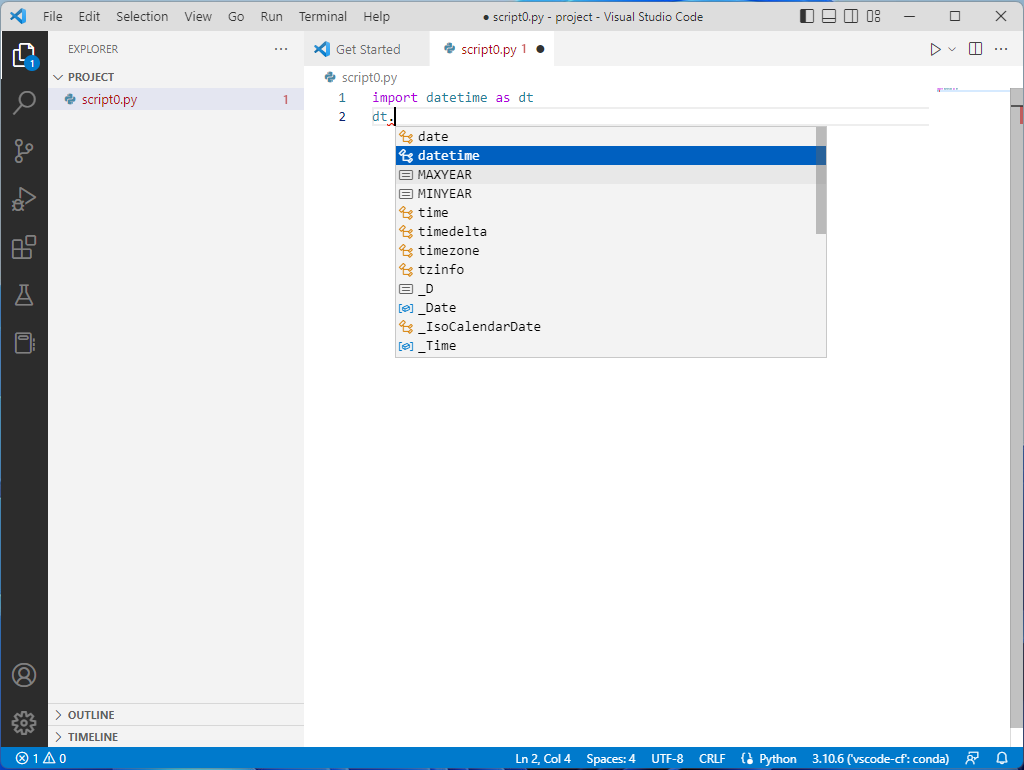 File Edit Selection View Go Run Terminal Help ● script0.py - project - Visual Studio Code
EXPLORER ···
Get Started script0.py 1 ●
PROJECT
script0.py 1
1
script0.py
1 import datetime as dt
2 dt.
date
datetime
MAXYEAR
MINYEAR
time
timedelta
timezone
tzinfo
_D
_Date
_IsoCalendarDate
_Time
OUTLINE
TIMELINE
1 0 Ln 2, Col 4 Spaces: 4 UTF-8 CRLF Python 3.10.6 ('vscode-cf': conda)